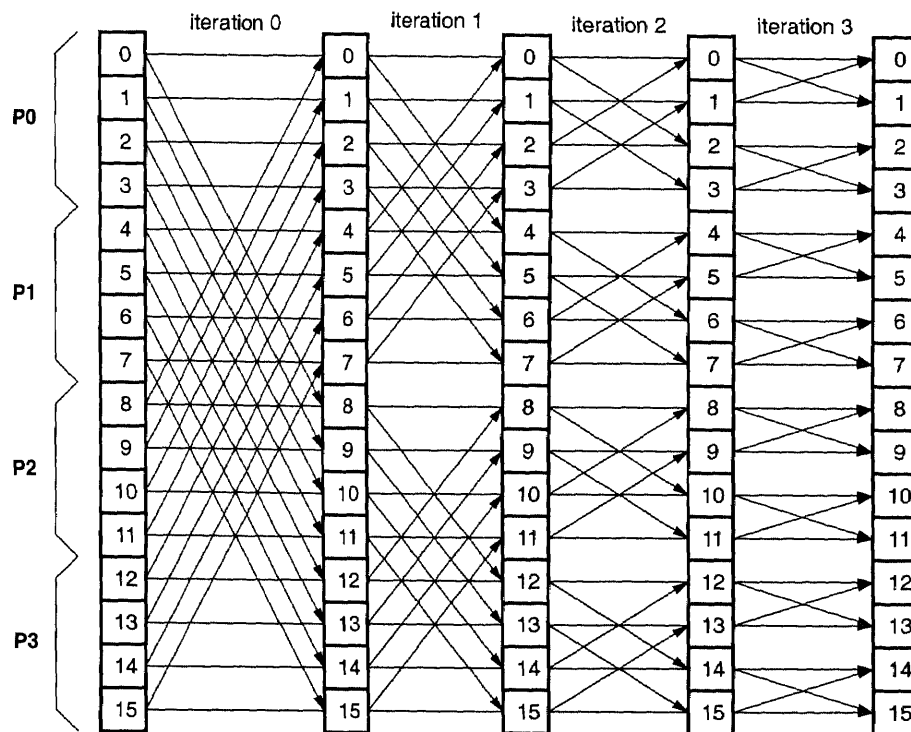 iteration 0 iteration 1 iteration 2 iteration 3
0 0 0 0 0
1 1 1 1 1
P0
2 2 2 2 2
3 3 3 3 3
4 4 4 4 4
5 5 5 5 5
P1
6 6 6 6 6
7 7 7 7 7
8 8 8 8 8
9 9 9 9 9
P2
10 10 10 10 10
11 11 11 11 11
12 12 12 12 12
13 13 13 13 13
P3
14 14 14 14 14
15 15 15 15 15